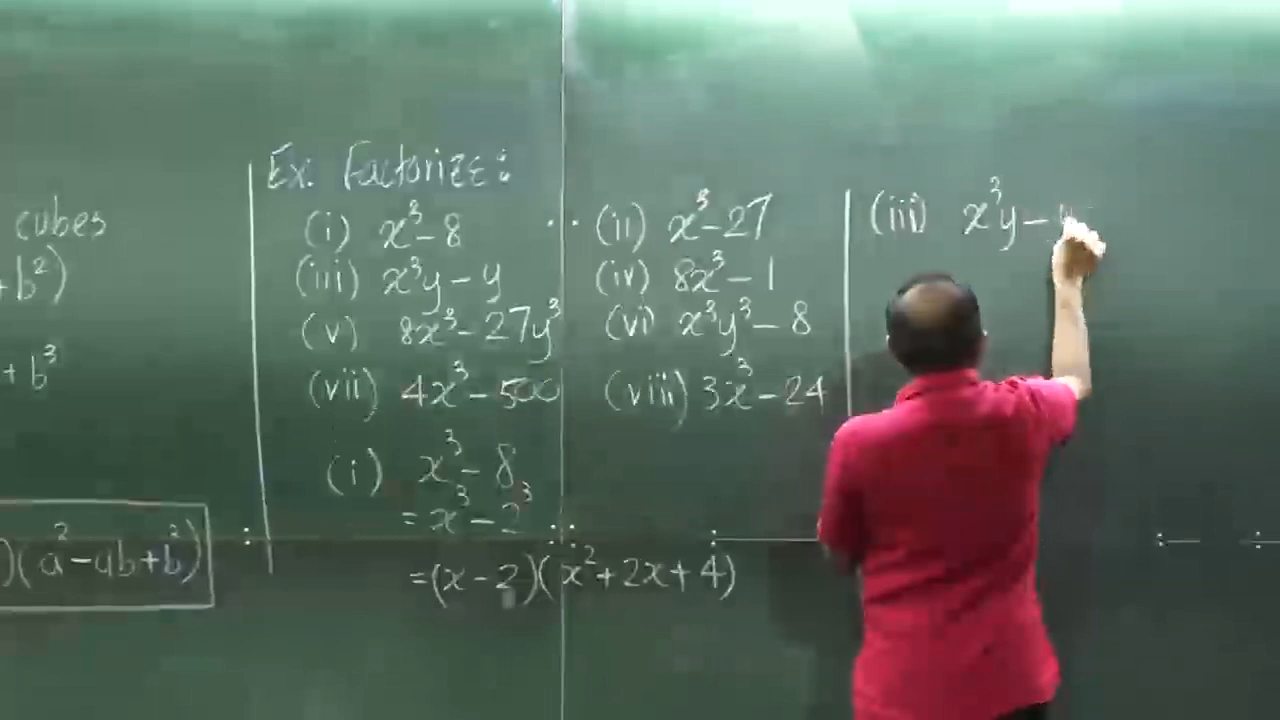 cubes
+b²)
+ b³
)(a²-ab+b²)
Ex. Factorize:
(i) x³-8 (ii) x³-27
(iii) x³y-y (iv) 8x³-1
(v) 8x³-27y³ (vi) x³y³-8
(vii) 4x³-500 (viii) 3x³-24
(i) x³-8
= x³-2³
=(x-2)(x²+2x+4)
(iii) x³y-